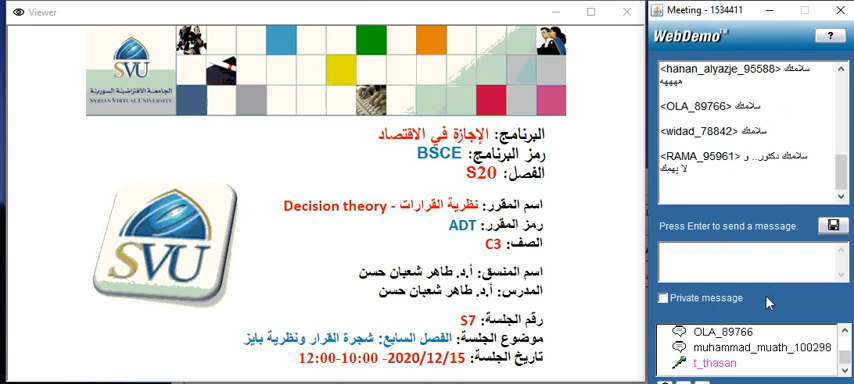 Viewer
SVU
الجامعة الافتراضية السورية
SYRIAN VIRTUAL UNIVERSITY
البرنامج: الإجازة في الاقتصاد
رمز البرنامج: BSCE
الفصل: S20
اسم المقرر: نظرية القرارات - Decision theory
رمز المقرر: ADT
الصف: C3
اسم المنسق: أ.د. طاهر شعبان حسن
المدرس: أ.د. طاهر شعبان حسن
رقم الجلسة: S7
موضوع الجلسة: الفصل السابع: شجرة القرار ونظرية بايز
تاريخ الجلسة: 2020/12/15- 10:00-12:00
SVU
Meeting - 1534411
WebDemo™
?
<hanan_alyazje_95588> سلامتك
ههههه
<OLA_89766> سلامتك
<widad_78842> سلامتك
<RAMA_95961> سلامتك دكتور.. و
لا يهمك
Press Enter to send a message.
Private message
OLA_89766
muhammad_muath_100298
t_thasan